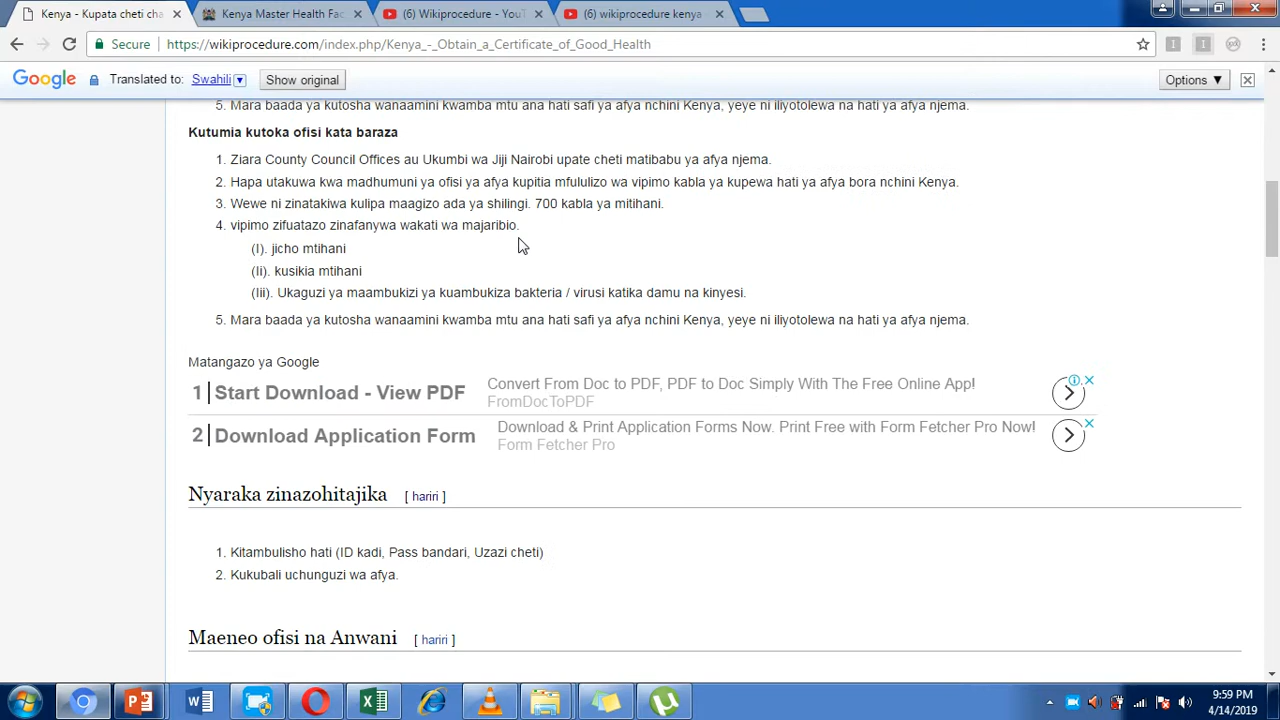 Kenya - Kupata cheti cha
Kenya Master Health Fac
(6) Wikiprocedure - YouT
(6) wikiprocedure kenya
Secure
https://wikiprocedure.com/index.php/Kenya_-_Obtain_a_Certificate_of_Good_Health
Google Translated to: Swahili Show original Options
5. Mara baada ya kutosha wanaamini kwamba mtu ana hati safi ya afya nchini Kenya, yeye ni iliyotolewa na hati ya afya njema.
Kutumia kutoka ofisi kata baraza
1. Ziara County Council Offices au Ukumbi wa Jiji Nairobi upate cheti matibabu ya afya njema.
2. Hapa utakuwa kwa madhumuni ya ofisi ya afya kupitia mfululizo wa vipimo kabla ya kupewa hati ya afya bora nchini Kenya.
3. Wewe ni zinatakiwa kulipa maagizo ada ya shilingi. 700 kabla ya mitihani.
4. vipimo zifuatazo zinafanywa wakati wa majaribio.
(I). jicho mtihani
(Ii). kusikia mtihani
(Iii). Ukaguzi ya maambukizi ya kuambukiza bakteria / virusi katika damu na kinyesi.
5. Mara baada ya kutosha wanaamini kwamba mtu ana hati safi ya afya nchini Kenya, yeye ni iliyotolewa na hati ya afya njema.
Matangazo ya Google
1 Start Download - View PDF
Convert From Doc to PDF, PDF to Doc Simply With The Free Online App!
FromDocToPDF
2 Download Application Form
Download & Print Application Forms Now. Print Free with Form Fetcher Pro Now!
Form Fetcher Pro
Nyaraka zinazohitajika [ hariri ]
1. Kitambulisho hati (ID kadi, Pass bandari, Uzazi cheti)
2. Kukubali uchunguzi wa afya.
Maeneo ofisi na Anwani [ hariri ]
9:59 PM
4/14/2019